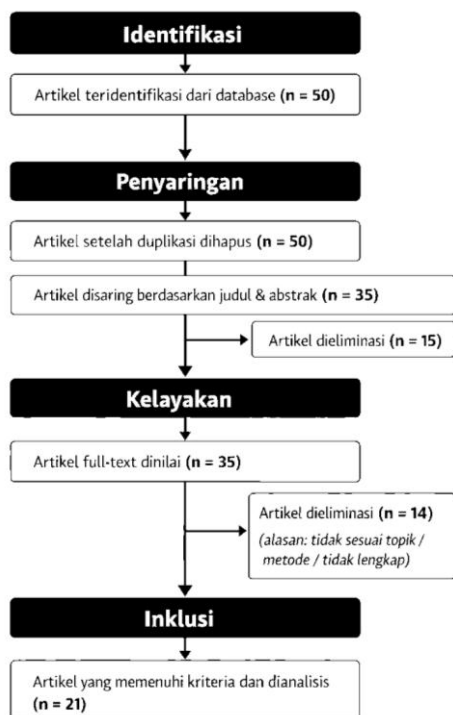 Identifikasi
Artikel teridentifikasi dari database (n = 50)
Penyaringan
Artikel setelah duplikasi dihapus (n = 50)
Artikel disaring berdasarkan judul & abstrak (n = 35)
Artikel dieliminasi (n = 15)
Kelayakan
Artikel full-text dinilai (n = 35)
Artikel dieliminasi (n = 14)
(alasan: tidak sesuai topik /
metode / tidak lengkap)
Inklusi
Artikel yang memenuhi kriteria dan dianalisis
(n = 21)